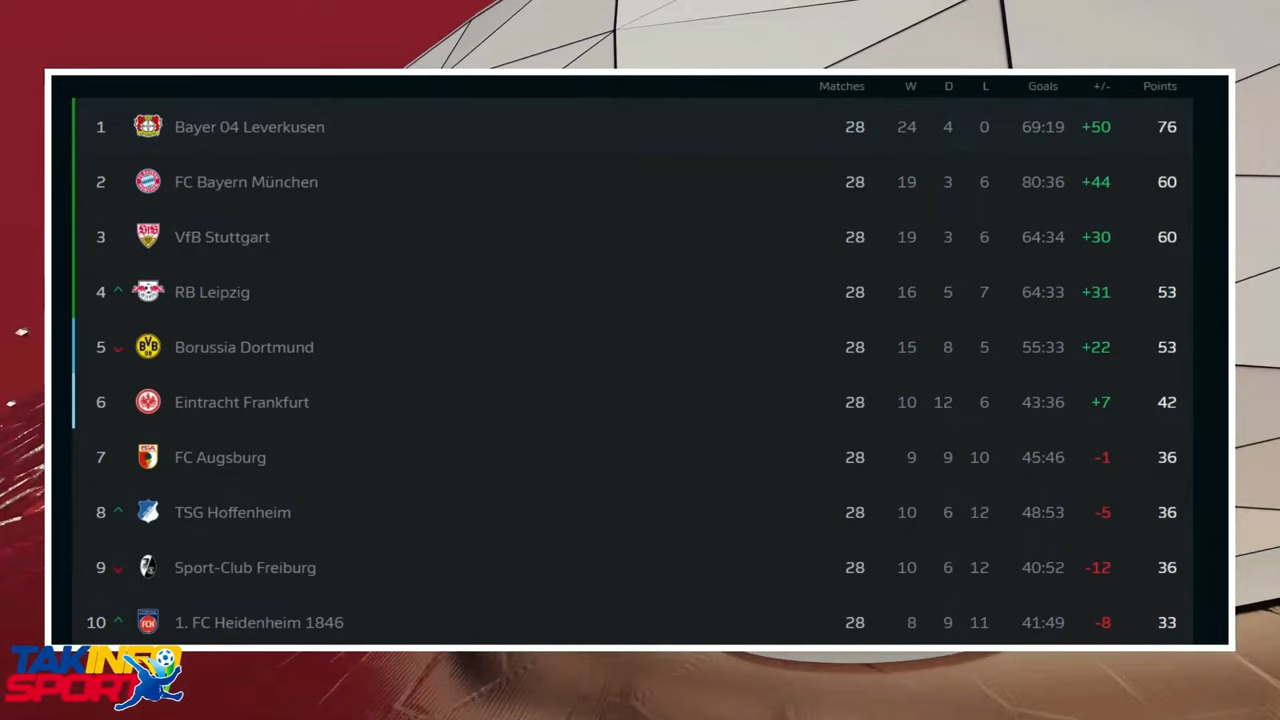 Matches W D L Goals +/- Points
1 Bayer 04 Leverkusen 28 24 4 0 69:19 +50 76
2 FC Bayern München 28 19 3 6 80:36 +44 60
3 VfB Stuttgart 28 19 3 6 64:34 +30 60
4 RB Leipzig 28 16 5 7 64:33 +31 53
5 Borussia Dortmund 28 15 8 5 55:33 +22 53
6 Eintracht Frankfurt 28 10 12 6 43:36 +7 42
7 FC Augsburg 28 9 9 10 45:46 -1 36
8 TSG Hoffenheim 28 10 6 12 48:53 -5 36
9 Sport-Club Freiburg 28 10 6 12 40:52 -12 36
10 1. FC Heidenheim 1846 28 8 9 11 41:49 -8 33
TAKINFO
SPORT